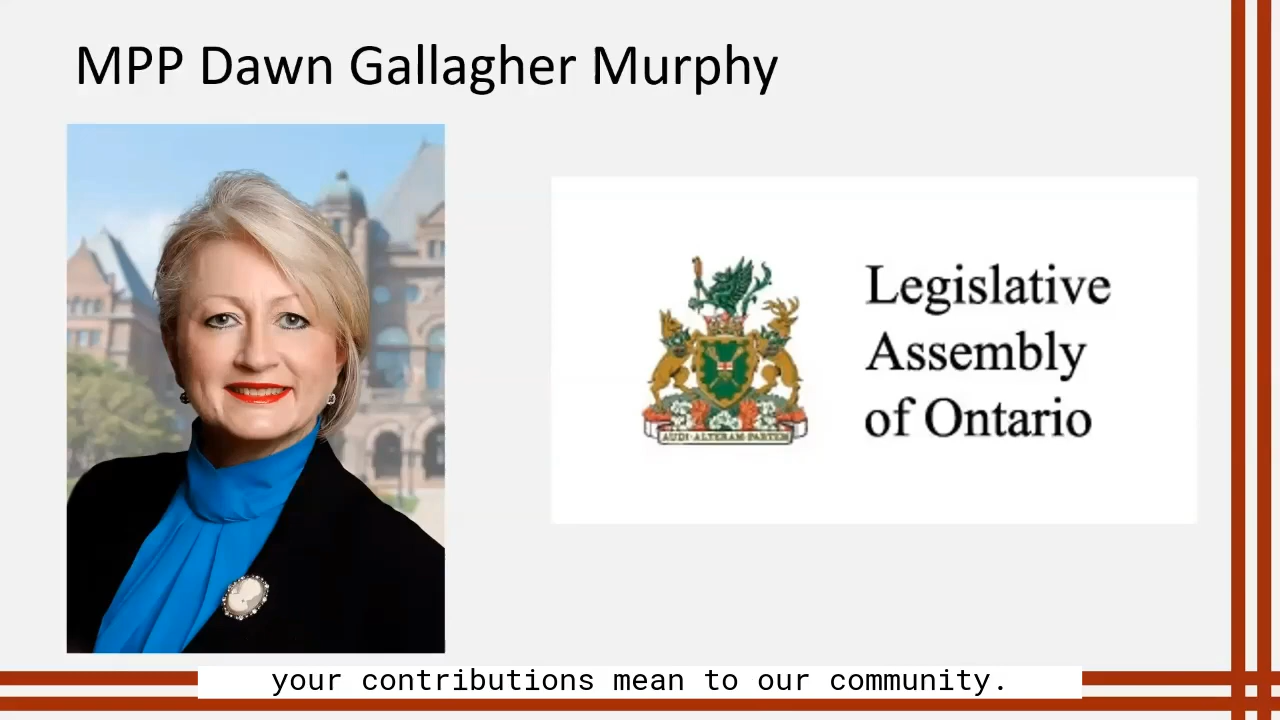 MPP Dawn Gallagher Murphy
Legislative
Assembly
of Ontario
AUDI ALTERAM PARTEM
your contributions mean to our community.